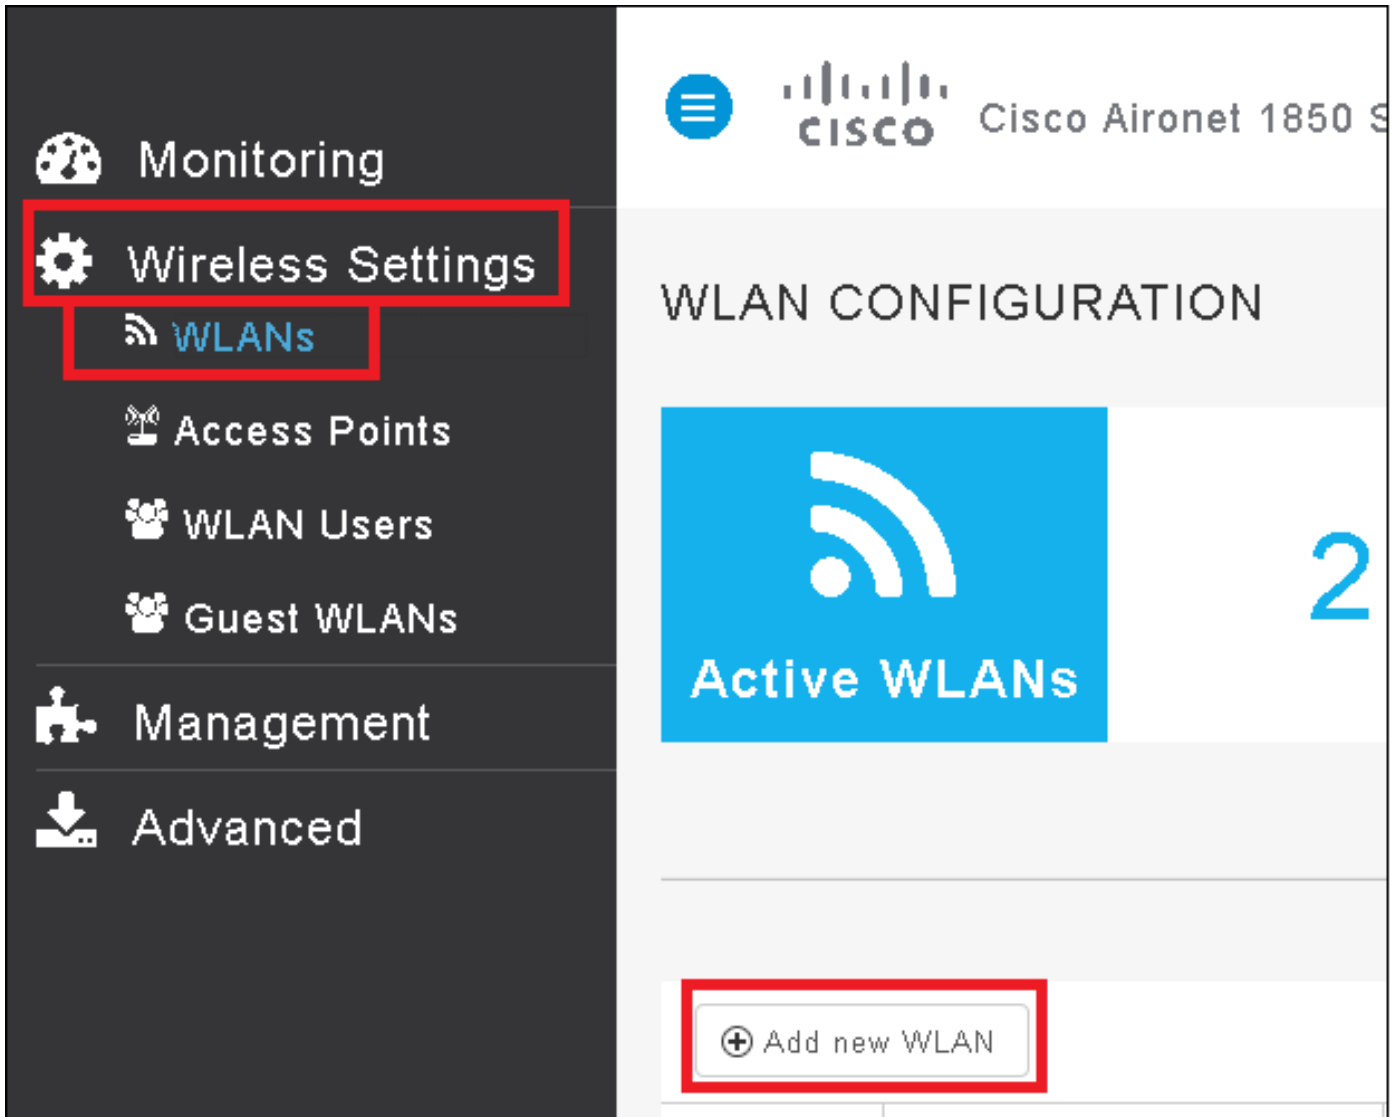 Monitoring
Wireless Settings
WLANs
Access Points
WLAN Users
Guest WLANs
Management
Advanced
CISCO
Cisco Aironet 1850 S
WLAN CONFIGURATION
Active WLANs
2
Add new WLAN